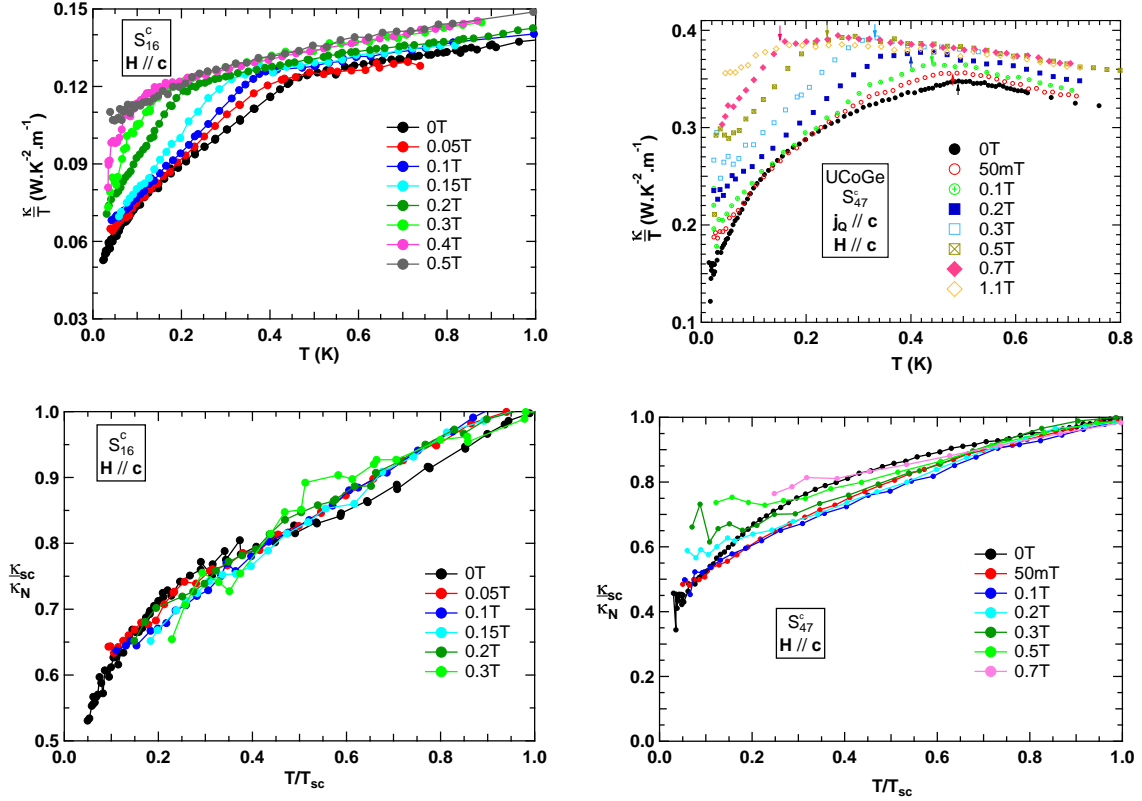 0.15
0.12
0.09
0.06
0.03
κ/T (W.K⁻².m⁻¹)
S₁₆ᶜ
H // c
0T
0.05T
0.1T
0.15T
0.2T
0.3T
0.4T
0.5T
0.0
0.2
0.4
0.6
0.8
1.0
T (K)
0.4
0.3
0.2
0.1
κ/T (W.K⁻².m⁻¹)
UCoGe
S₄₇ᶜ
j_Q // c
H // c
0T
50mT
0.1T
0.2T
0.3T
0.5T
0.7T
1.1T
0.0
0.2
0.4
0.6
0.8
T (K)
1.0
0.9
0.8
0.7
0.6
0.5
κ_sc/κ_N
S₁₆ᶜ
H // c
0T
0.05T
0.1T
0.15T
0.2T
0.3T
0.0
0.2
0.4
0.6
0.8
1.0
T/T_sc
1.0
0.8
0.6
0.4
0.2
0.0
κ_sc/κ_N
S₄₇ᶜ
H // c
0T
50mT
0.1T
0.2T
0.3T
0.5T
0.7T
0.0
0.2
0.4
0.6
0.8
1.0
T/T_sc